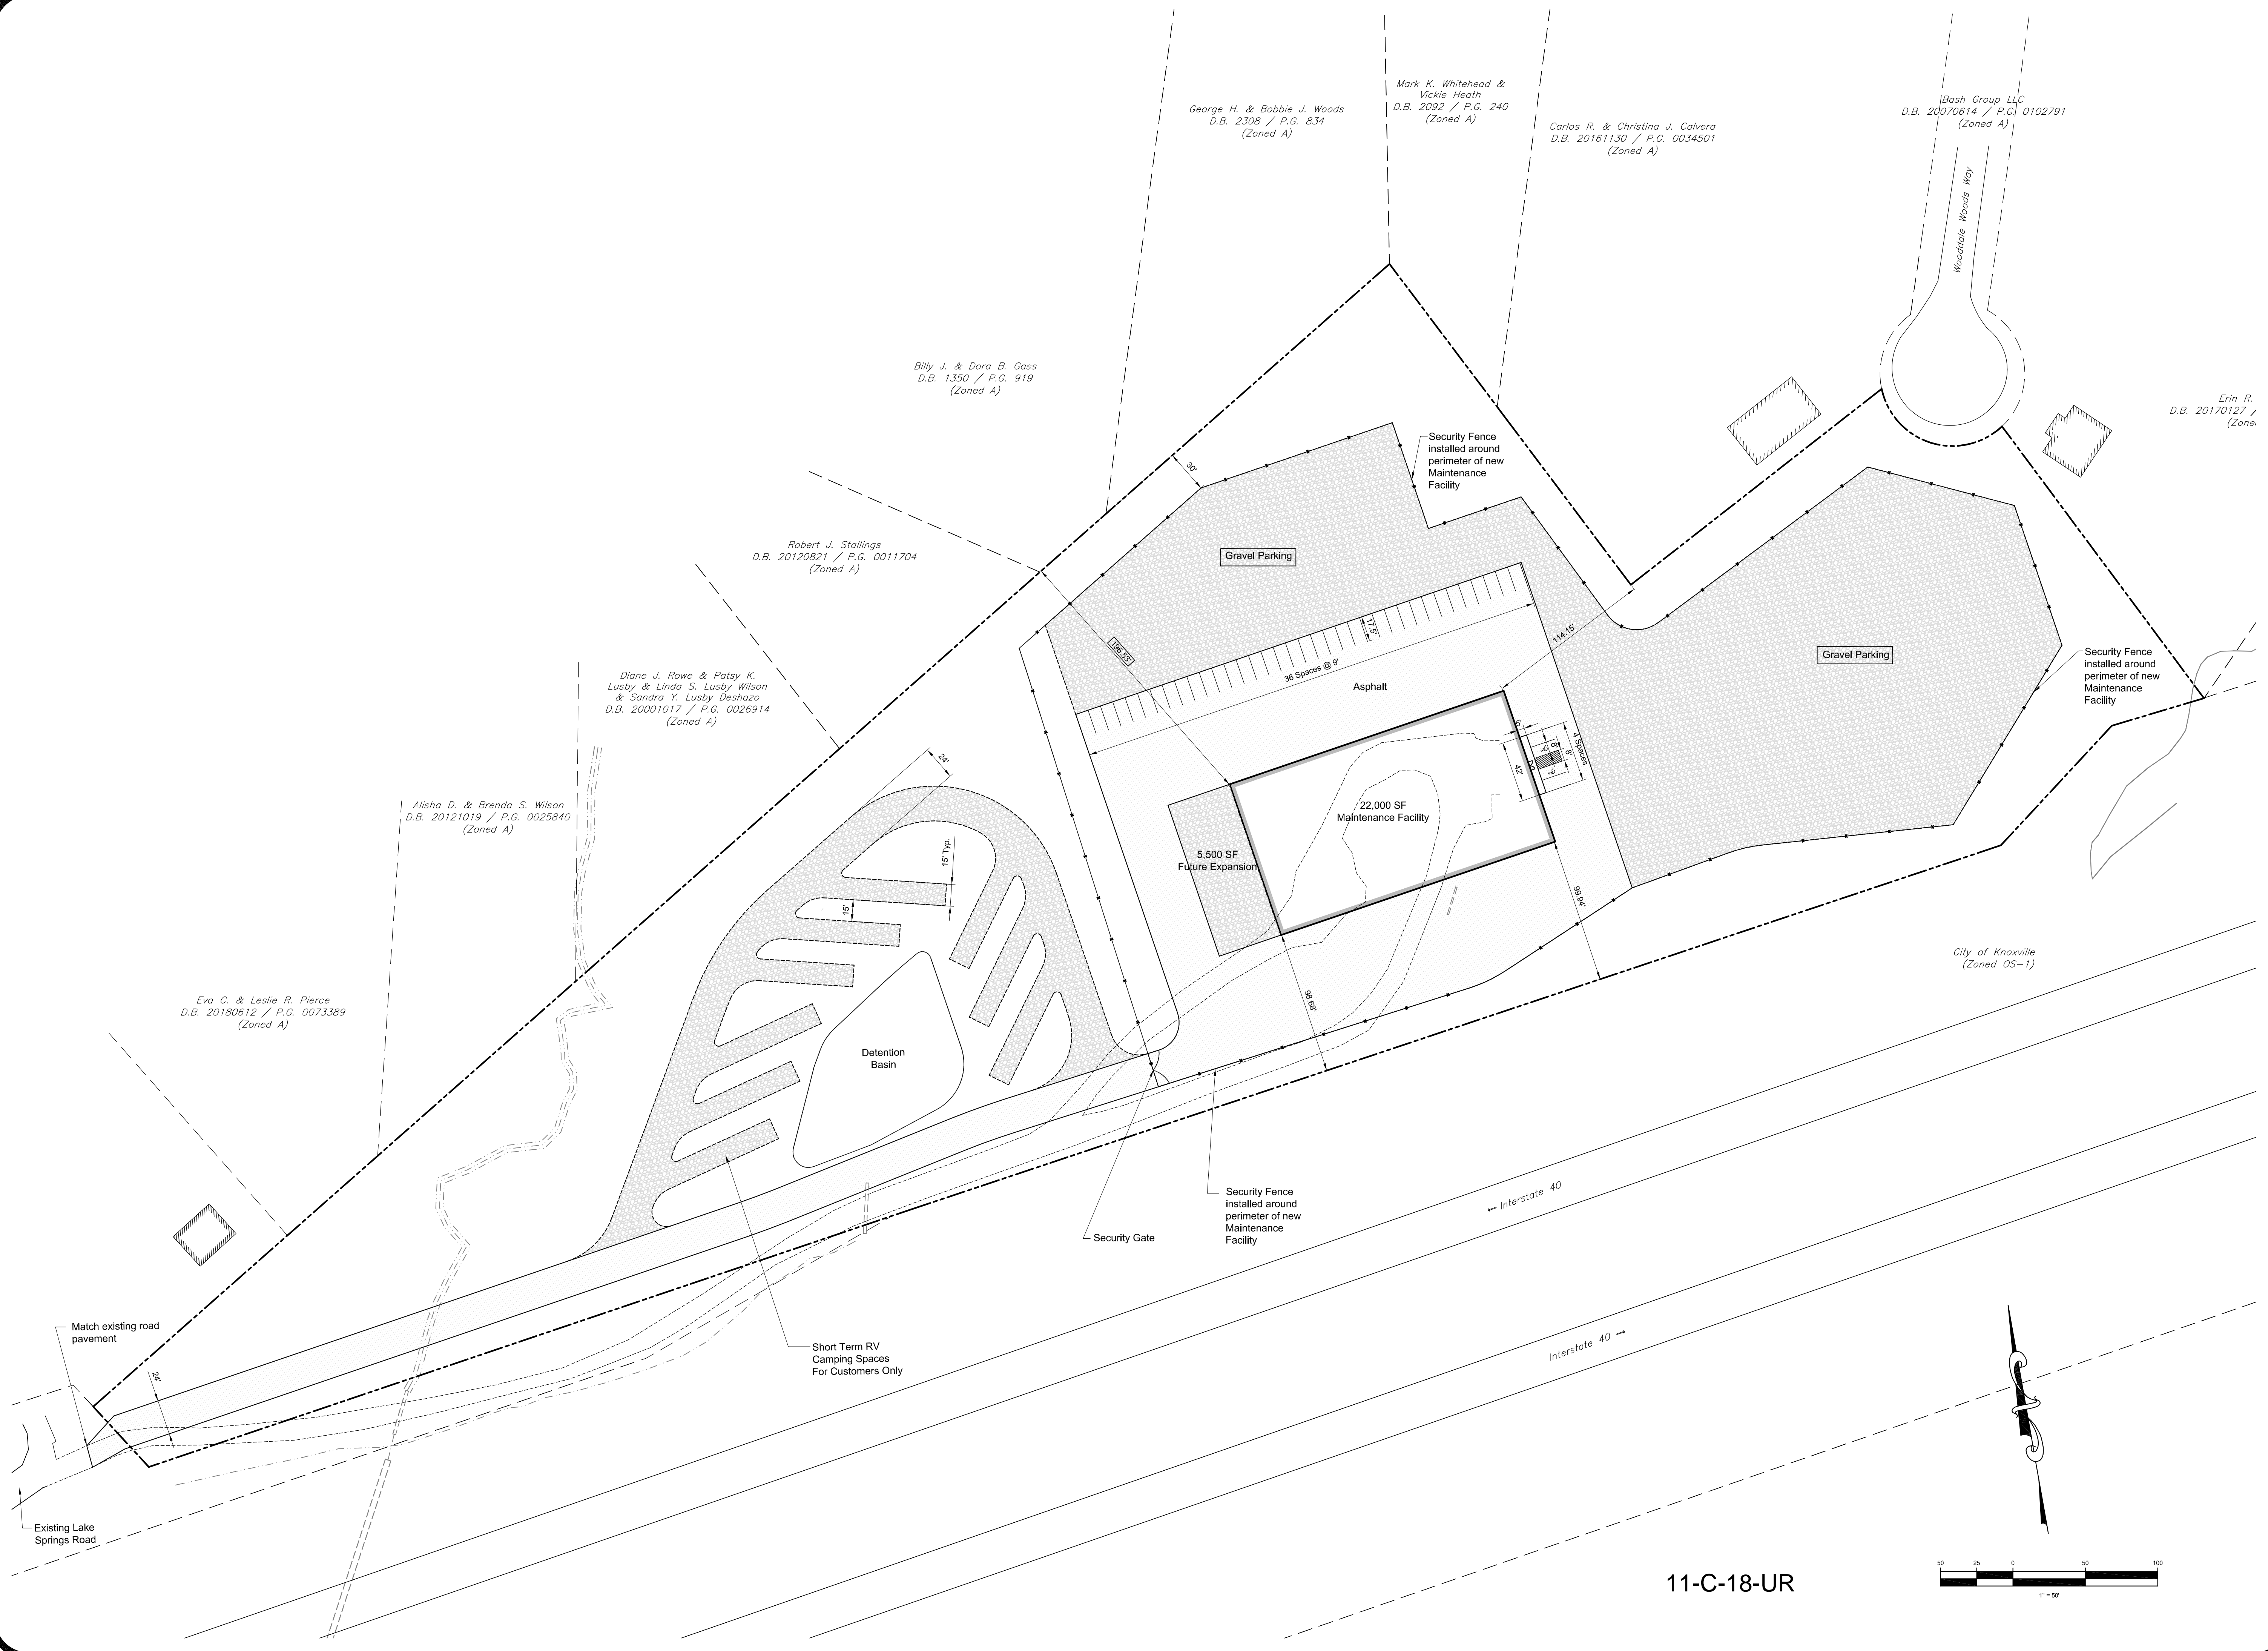 George H. & Bobbie J. Woods
D.B. 2308 / P.G. 834
(Zoned A)
Mark K. Whitehead &
Vickie Heath
D.B. 2092 / P.G. 240
(Zoned A)
Carlos R. & Christina J. Calvera
D.B. 20161130 / P.G. 0034501
(Zoned A)
Bash Group LLC
D.B. 20070614 / P.G. 0102791
(Zoned A)
Wooddale Woods Way
Billy J. & Dora B. Gass
D.B. 1350 / P.G. 919
(Zoned A)
Erin R.
D.B. 20170127 /
(Zone
Security Fence
installed around
perimeter of new
Maintenance
Facility
30'
Robert J. Stallings
D.B. 20120821 / P.G. 0011704
(Zoned A)
Gravel Parking
196.53'
17.5'
36 Spaces @ 9'
114.15'
Asphalt
Gravel Parking
Security Fence
installed around
perimeter of new
Maintenance
Facility
Diane J. Rowe & Patsy K.
Lusby & Linda S. Lusby Wilson
& Sandra Y. Lusby Deshazo
D.B. 20001017 / P.G. 0026914
(Zoned A)
24'
5'
4 Spaces
8'
8'
42'
22,000 SF
Maintenance Facility
Alisha D. & Brenda S. Wilson
D.B. 20121019 / P.G. 0025840
(Zoned A)
15' Typ.
15'
5,500 SF
Future Expansion
99.94'
98.68'
City of Knoxville
(Zoned OS-1)
Eva C. & Leslie R. Pierce
D.B. 20180612 / P.G. 0073389
(Zoned A)
Detention
Basin
Security Fence
installed around
perimeter of new
Maintenance
Facility
Security Gate
← Interstate 40
Interstate 40 →
Match existing road
pavement
24'
Short Term RV
Camping Spaces
For Customers Only
Existing Lake
Springs Road
11-C-18-UR
50 25 0 50 100
1" = 50'